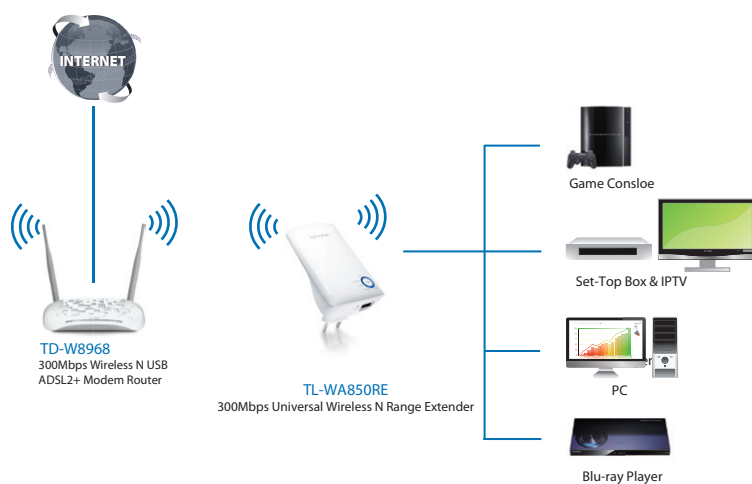 INTERNET
TD-W8968
300Mbps Wireless N USB
ADSL2+ Modem Router
TL-WA850RE
300Mbps Universal Wireless N Range Extender
Game Consloe
Set-Top Box & IPTV
PC
Blu-ray Player